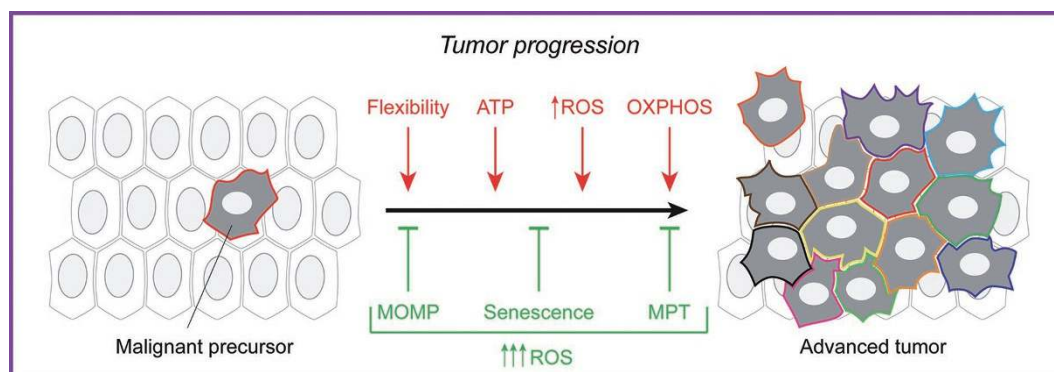 Tumor progression
Flexibility ATP ↑ROS OXPHOS
MOMP Senescence MPT
↑↑↑ROS
Malignant precursor
Advanced tumor